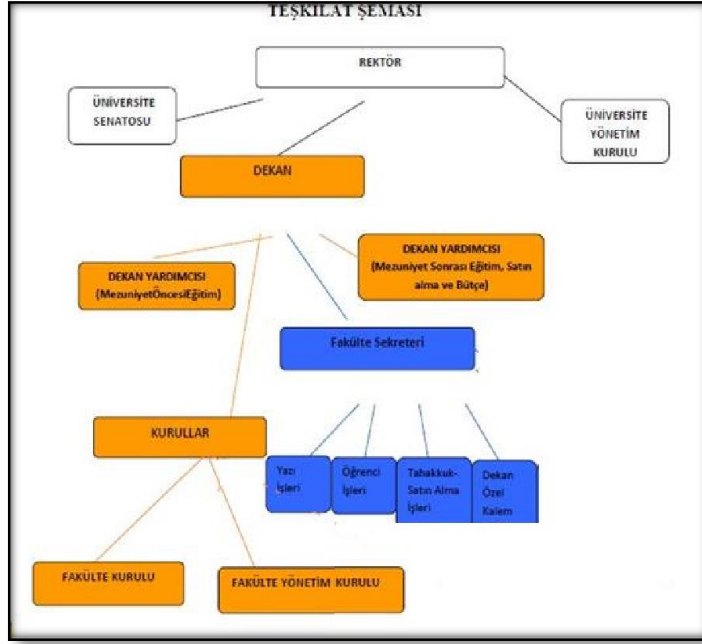 TEŞKILAT ŞEMASI
REKTÖR
ÜNİVERSİTE
SENATOSU
ÜNİVERSİTE
YÖNETİM
KURULU
DEKAN
DEKAN YARDIMCISI
(MezuniyetÖncesiEğitim)
DEKAN YARDIMCISI
(Mezuniyet Sonrası Eğitim, Satın
alma ve Bütçe)
Fakülte Sekreteri
KURULLAR
Yazı
İşleri
Öğrenci
İşleri
Tahakkuk-
Satın Alma
İşleri
Dekan
Özel
Kalem
FAKÜLTE KURULU
FAKÜLTE YÖNETİM KURULU